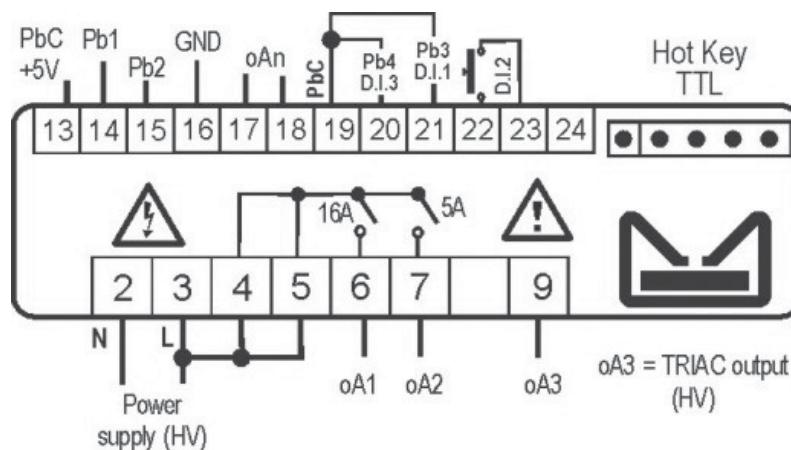 PbC
+5V
Pb1
Pb2
GND
oAn
PbC
Pb4
D.I.3
Pb3
D.I.1
D.I.2
Hot Key
TTL
13 14 15 16 17 18 19 20 21 22 23 24
16A
5A
2 3 4 5 6 7 9
N
L
Power
supply (HV)
oA1
oA2
oA3
oA3 = TRIAC output
(HV)